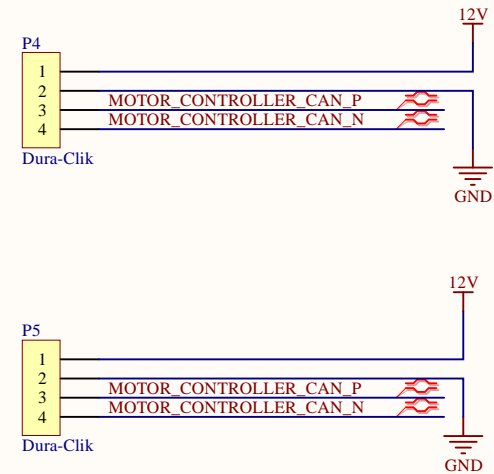 12V
P4
1
2
MOTOR_CONTROLLER_CAN_P
3
MOTOR_CONTROLLER_CAN_N
4
Dura-Clik
GND
12V
P5
1
2
MOTOR_CONTROLLER_CAN_P
3
MOTOR_CONTROLLER_CAN_N
4
Dura-Clik
GND